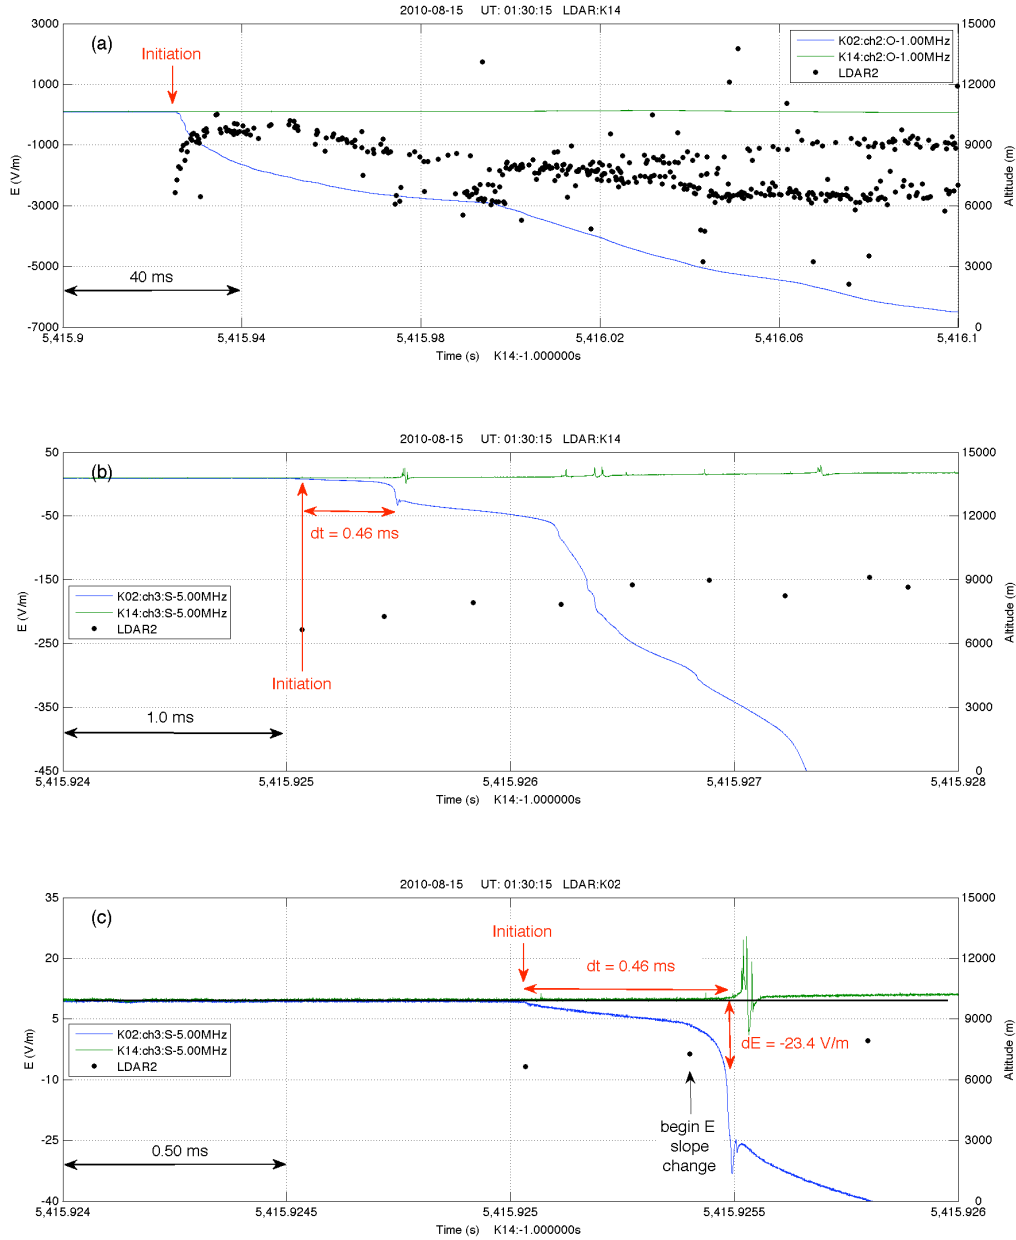 2010-08-15 UT: 01:30:15 LDAR:K14
(a)
Initiation
K02:ch2:O-1.00MHz
K14:ch2:O-1.00MHz
LDAR2
3000
1000
-1000
-3000
-5000
-7000
E (V/m)
15000
12000
9000
6000
3000
0
Altitude (m)
40 ms
5,415.9
5,415.94
5,415.98
5,416.02
5,416.06
5,416.1
Time (s) K14:-1.000000s
2010-08-15 UT: 01:30:15 LDAR:K14
(b)
50
-50
-150
-250
-350
-450
E (V/m)
15000
12000
9000
6000
3000
0
Altitude (m)
dt = 0.46 ms
K02:ch3:S-5.00MHz
K14:ch3:S-5.00MHz
LDAR2
Initiation
1.0 ms
5,415.924
5,415.925
5,415.926
5,415.927
5,415.928
Time (s) K14:-1.000000s
2010-08-15 UT: 01:30:15 LDAR:K02
(c)
35
20
5
-10
-25
-40
E (V/m)
15000
12000
9000
6000
3000
0
Altitude (m)
Initiation
dt = 0.46 ms
K02:ch3:S-5.00MHz
K14:ch3:S-5.00MHz
LDAR2
dE = -23.4 V/m
begin E
slope
change
0.50 ms
5,415.924
5,415.9245
5,415.925
5,415.9255
5,415.926
Time (s) K14:-1.000000s